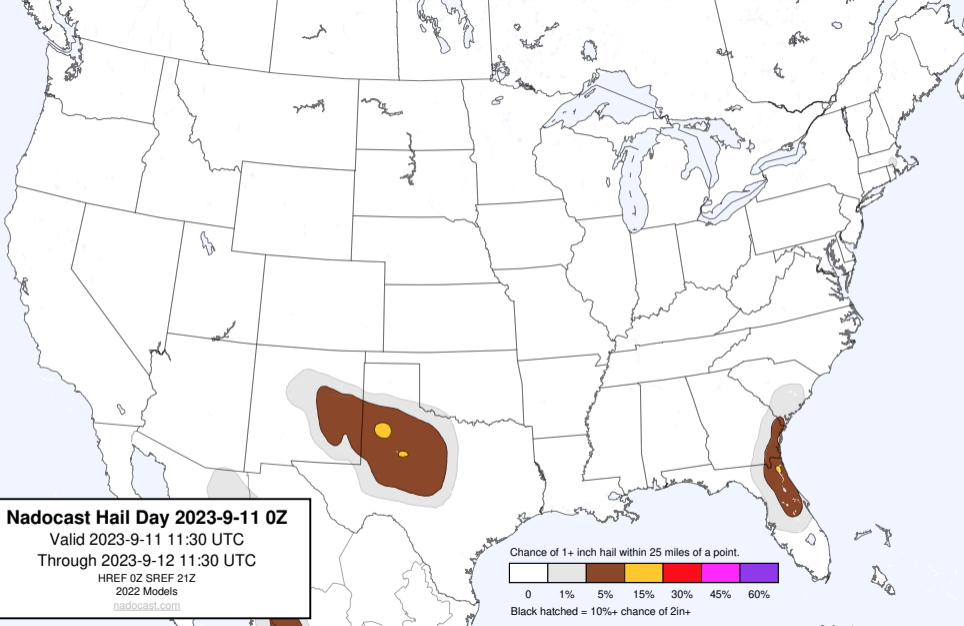 Nadocast Hail Day 2023-9-11 0Z
Valid 2023-9-11 11:30 UTC
Through 2023-9-12 11:30 UTC
HREF 0Z SREF 21Z
2022 Models
nadocast.com
Chance of 1+ inch hail within 25 miles of a point.
0 1% 5% 15% 30% 45% 60%
Black hatched = 10%+ chance of 2in+